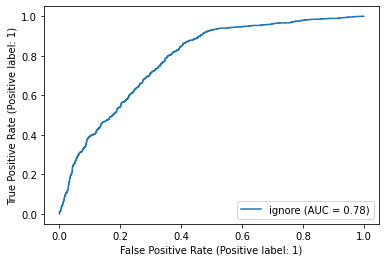 1.0
0.8
0.6
0.4
0.2
0.0
True Positive Rate (Positive label: 1)
ignore (AUC = 0.78)
0.0 0.2 0.4 0.6 0.8 1.0
False Positive Rate (Positive label: 1)